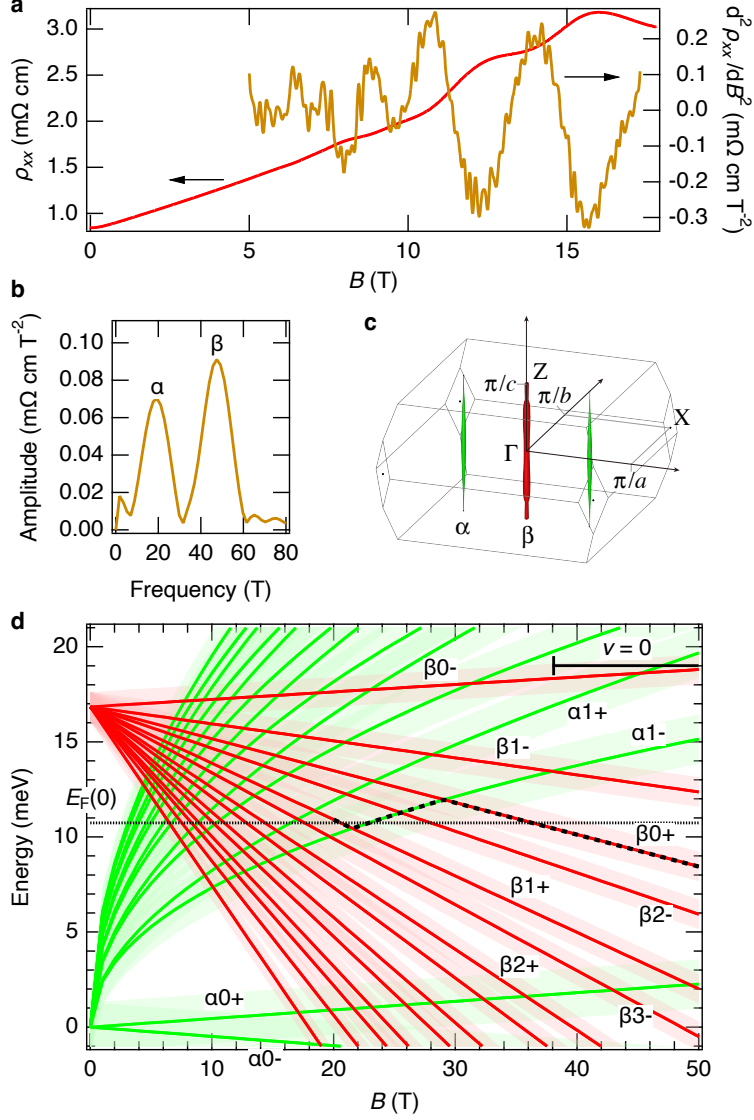 a
3.0
2.5
2.0
1.5
1.0
ρxx (mΩ cm)
0.2
0.1
0.0
-0.1
-0.2
-0.3
d²ρxx/dB² (mΩ cm T⁻²)
0 5 10 15
B (T)
b
0.10
0.08
0.06
0.04
0.02
0.00
Amplitude (mΩ cm T⁻²)
α
β
0 20 40 60 80
Frequency (T)
c
π/c
Z
π/b
X
Γ
π/a
α
β
d
20
15
10
5
0
Energy (meV)
EF(0)
ν = 0
β0-
α1+
α1-
β1-
β0+
β2-
β1+
β2+
β3-
α0+
α0-
0 10 20 30 40 50
B (T)